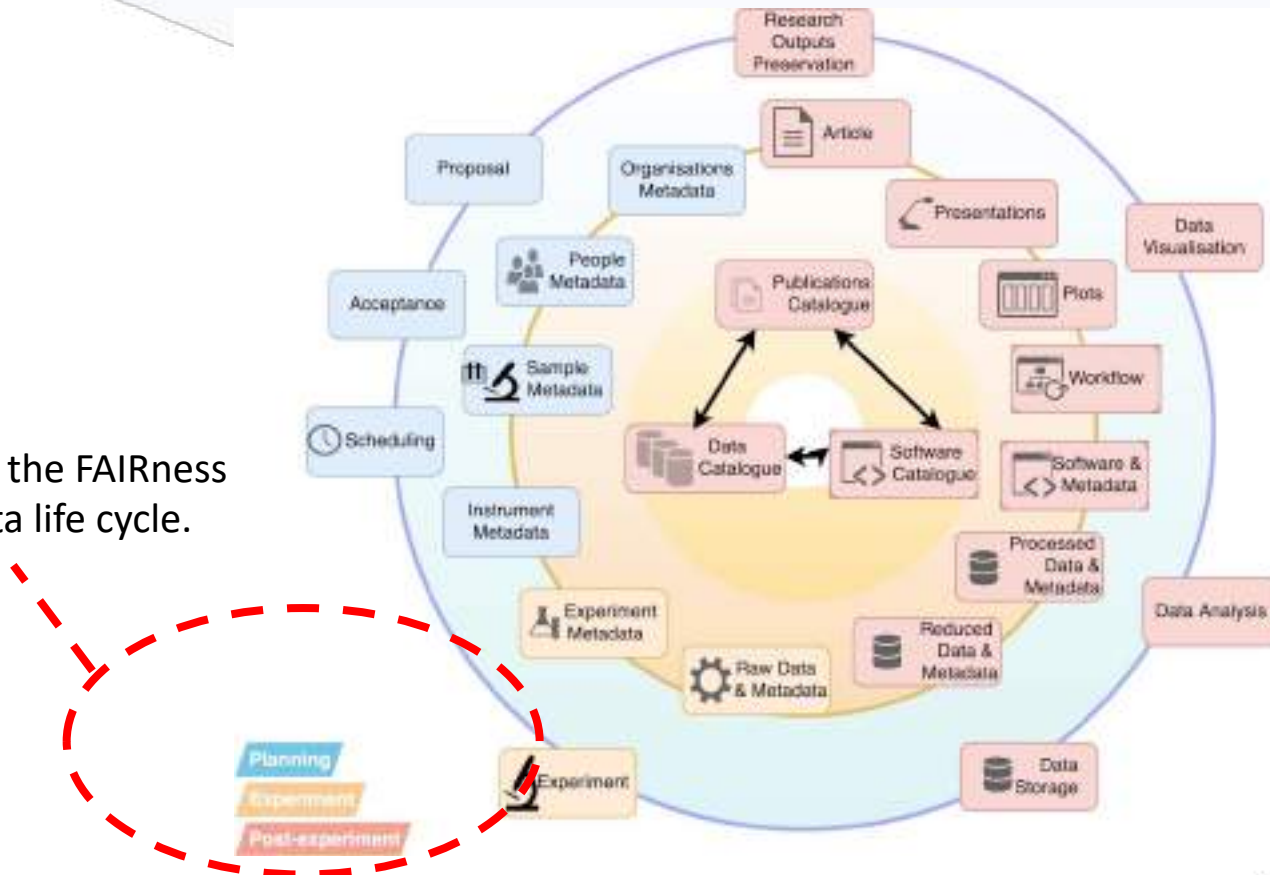 Research
Outputs
Preservation
Article
Proposal
Organisations
Metadata
Presentations
Data
Visualisation
People
Metadata
Publications
Catalogue
Plots
Acceptance
Sample
Metadata
Workflow
Scheduling
Data
Catalogue
Software
Catalogue
Software &
Metadata
the FAIRness
ta life cycle.
Instrument
Metadata
Processed
Data &
Metadata
Experiment
Metadata
Reduced
Data &
Metadata
Data Analysis
Raw Data
& Metadata
Planning
Experiment
Post-experiment
Experiment
Data
Storage